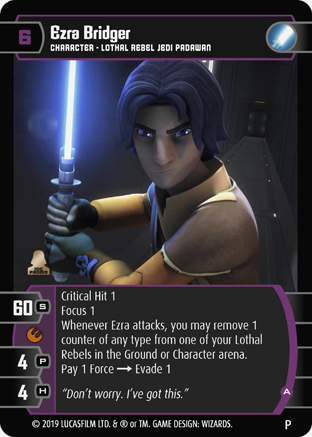 6
Ezra Bridger
CHARACTER - LOTHAL REBEL JEDI PADAWAN
60 S
Critical Hit 1
Focus 1
Whenever Ezra attacks, you may remove 1
counter of any type from one of your Lothal
Rebels in the Ground or Character arena.
Pay 1 Force → Evade 1
4 P
4 H
“Don't worry. I've got this.”
A
© 2019 LUCASFILM LTD. & ® or TM. GAME DESIGN: WIZARDS.
P